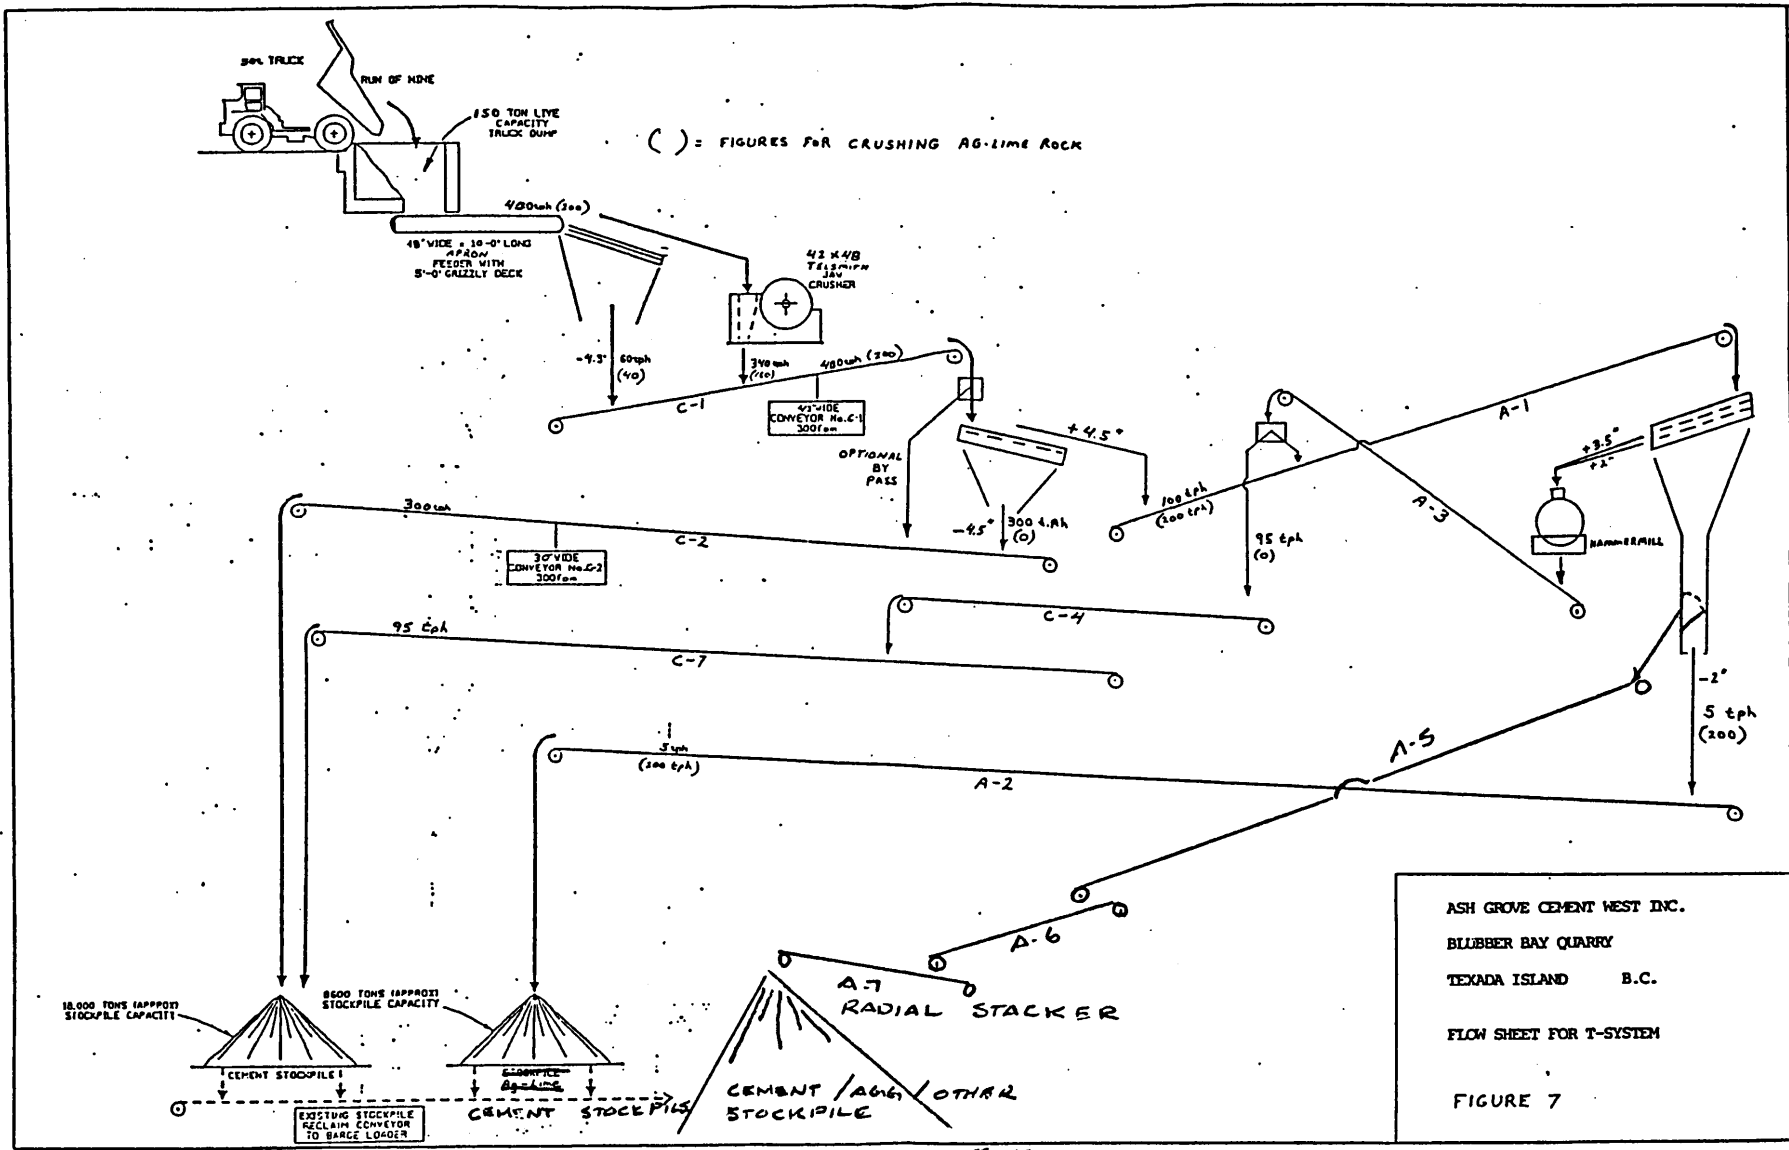 TRUCK
RUN OF MINE
150 TON LIVE
CAPACITY
TRUCK DUMP
( ) = FIGURES FOR CRUSHING AG-LIME ROCK
400tph (200)
48" WIDE x 20'-0" LONG
APRON
FEEDER WITH
5'-0" GRIZZLY DECK
42 x 48
TELSMITH
JAW
CRUSHER
-4.3" 60tph
(40)
340tph
(160)
400tph (200)
C-1
CONVEYOR No.C-1
300fpm
OPTIONAL
BY
PASS
+4.5"
-4.5" 300 t.ph
(0)
100 tph
(200 tph)
A-1
A-3
95 tph
(0)
+3.5"
+2"
HAMMERMILL
300tph
C-2
30" WIDE
CONVEYOR No.C-2
300fpm
C-4
95 tph
C-7
-2"
5 tph
(200)
5tph
(200 tph)
A-2
A-5
A-6
A-7
RADIAL STACKER
18,000 TONS (APPROX)
STOCKPILE CAPACITY
8600 TONS (APPROX)
STOCKPILE CAPACITY
CEMENT STOCKPILE
STOCKPILE
Ag-Lime
CEMENT STOCKPILE
EXISTING STOCKPILE
RECLAIM CONVEYOR
TO BARGE LOADER
CEMENT / AGG / OTHER
STOCKPILE
ASH GROVE CEMENT WEST INC.
BLUBBER BAY QUARRY
TEXADA ISLAND B.C.
FLOW SHEET FOR T-SYSTEM
FIGURE 7